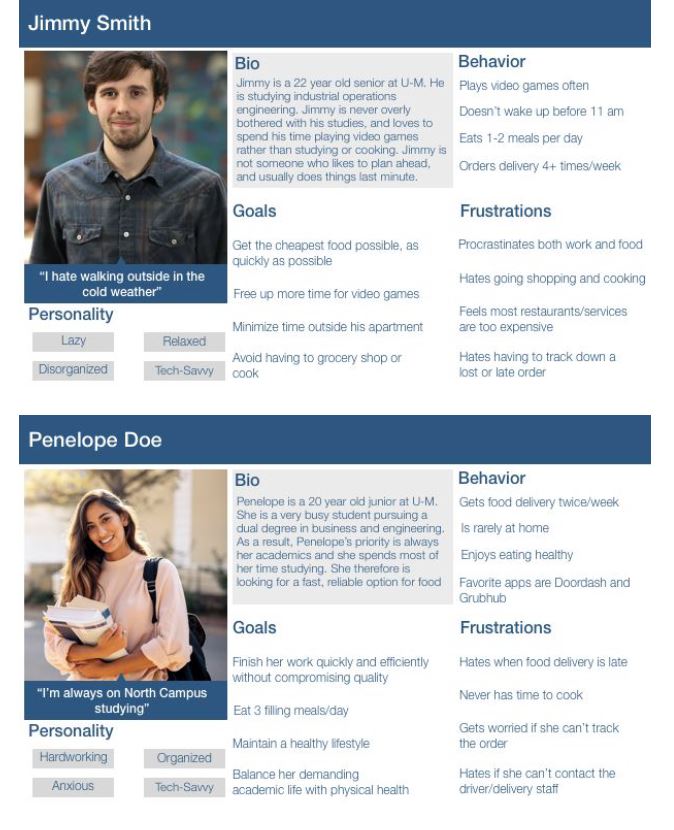 Jimmy Smith
Bio
Jimmy is a 22 year old senior at U-M. He
is studying industrial operations
engineering. Jimmy is never overly
bothered with his studies, and loves to
spend his time playing video games
rather than studying or cooking. Jimmy is
not someone who likes to plan ahead,
and usually does things last minute.
Behavior
Plays video games often
Doesn't wake up before 11 am
Eats 1-2 meals per day
Orders delivery 4+ times/week
"I hate walking outside in the
cold weather"
Personality
Lazy
Relaxed
Disorganized
Tech-Savvy
Goals
Get the cheapest food possible, as
quickly as possible
Free up more time for video games
Minimize time outside his apartment
Avoid having to grocery shop or
cook
Frustrations
Procrastinates both work and food
Hates going shopping and cooking
Feels most restaurants/services
are too expensive
Hates having to track down a
lost or late order
Penelope Doe
Bio
Penelope is a 20 year old junior at U-M.
She is a very busy student pursuing a
dual degree in business and engineering.
As a result, Penelope's priority is always
her academics and she spends most of
her time studying. She therefore is
looking for a fast, reliable option for food
Behavior
Gets food delivery twice/week
Is rarely at home
Enjoys eating healthy
Favorite apps are Doordash and
Grubhub
"I'm always on North Campus
studying"
Personality
Hardworking
Organized
Anxious
Tech-Savvy
Goals
Finish her work quickly and efficiently
without compromising quality
Eat 3 filling meals/day
Maintain a healthy lifestyle
Balance her demanding
academic life with physical health
Frustrations
Hates when food delivery is late
Never has time to cook
Gets worried if she can't track
the order
Hates if she can't contact the
driver/delivery staff